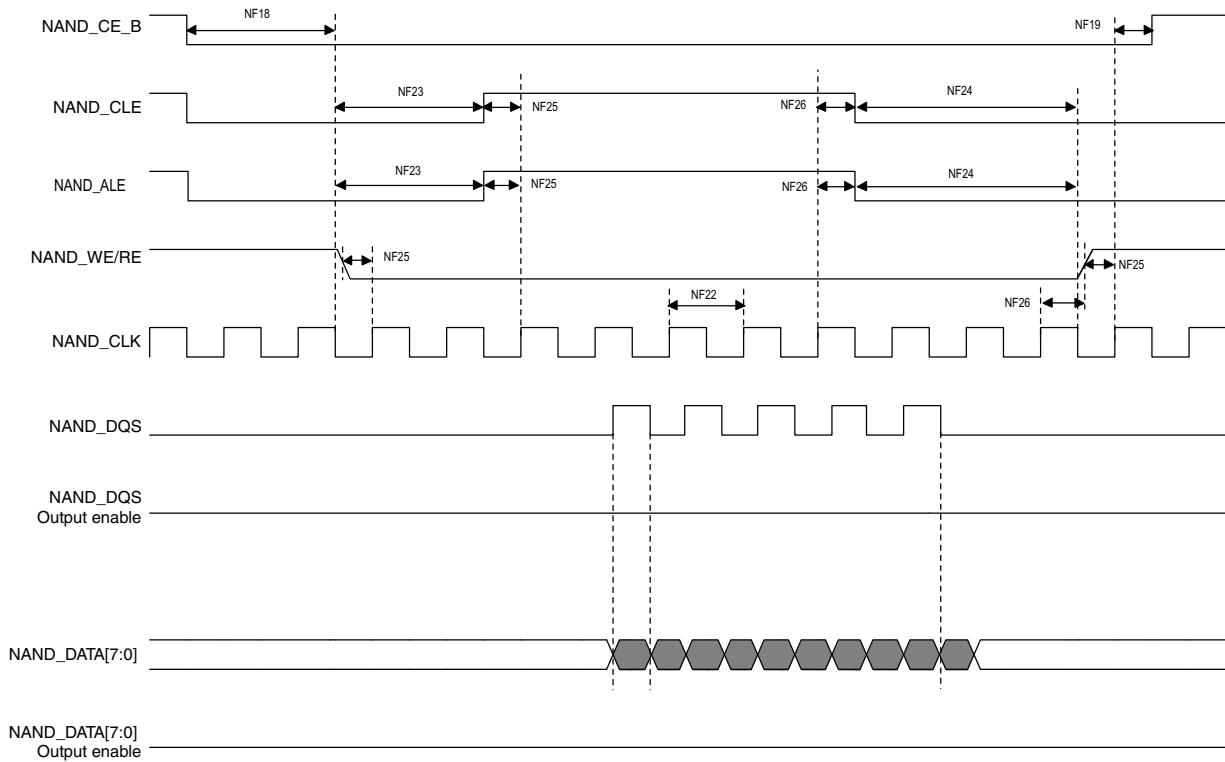 NF18
NAND_CE_B
NF19
NF23
NF24
NAND_CLE
NF25
NF26
NF23
NF24
NAND_ALE
NF25
NF26
NAND_WE/RE
NF25
NF25
NF22
NF26
NAND_CLK
NAND_DQS
NAND_DQS
Output enable
NAND_DATA[7:0]
NAND_DATA[7:0]
Output enable